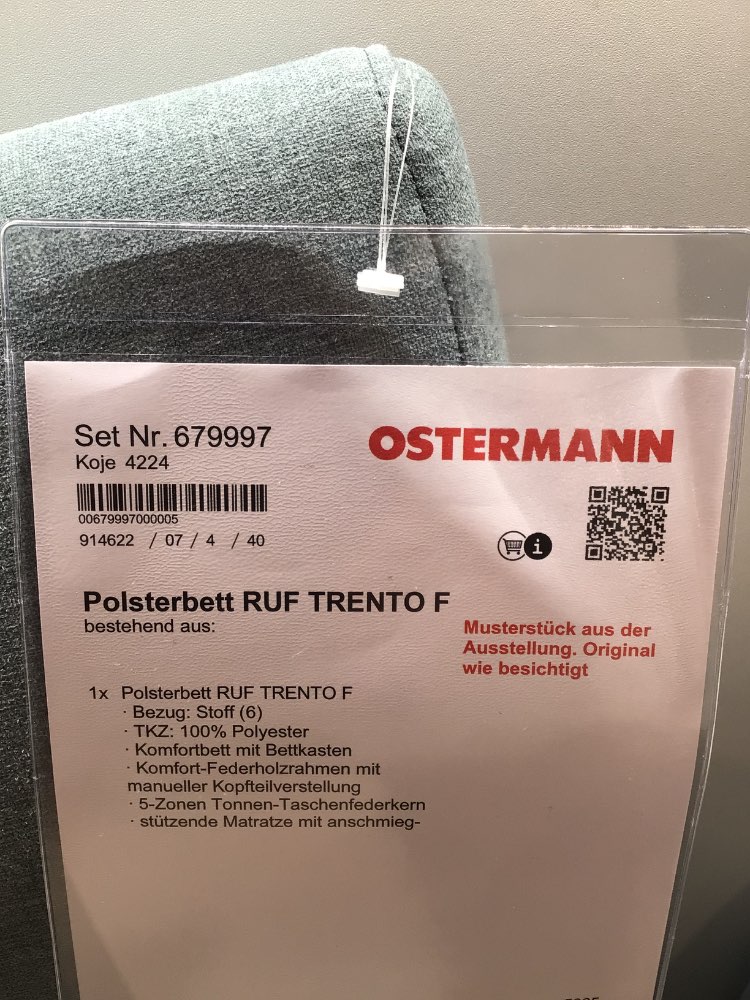 Set Nr. 679997
OSTERMANN
Koje 4224
00679997000005
914622 / 07 / 4 / 40
i
Polsterbett RUF TRENTO F
bestehend aus:
Musterstück aus der
Ausstellung. Original
wie besichtigt
1x Polsterbett RUF TRENTO F
· Bezug: Stoff (6)
· TKZ: 100% Polyester
· Komfortbett mit Bettkasten
· Komfort-Federholzrahmen mit
manueller Kopfteilverstellung
· 5-Zonen Tonnen-Taschenfederkern
· stützende Matratze mit anschmieg-